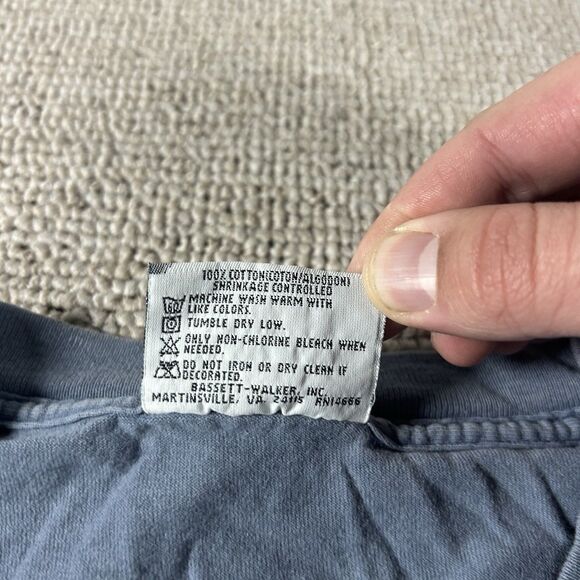 100% COTTON(COTON/ALGODON)
SHRINKAGE CONTROLLED
MACHINE WASH WARM WITH
LIKE COLORS.
TUMBLE DRY LOW.
ONLY NON-CHLORINE BLEACH WHEN
NEEDED.
DO NOT IRON OR DRY CLEAN IF
DECORATED.
BASSETT-WALKER, INC.
MARTINSVILLE, VA 24115 RN14666